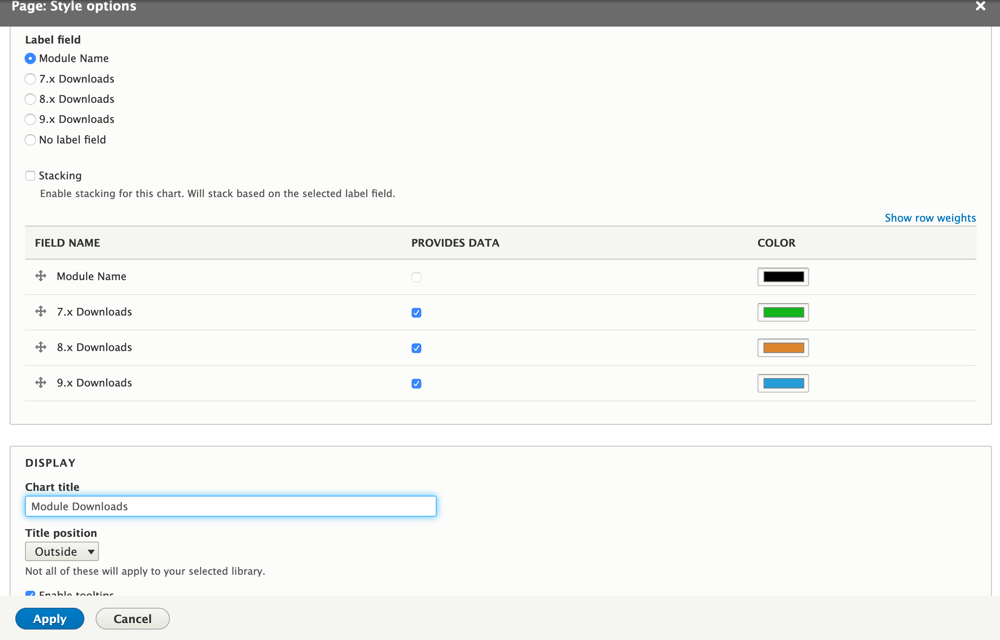 Page: Style options
Label field
Module Name
7.x Downloads
8.x Downloads
9.x Downloads
No label field
Stacking
Enable stacking for this chart. Will stack based on the selected label field.
Show row weights
FIELD NAME PROVIDES DATA COLOR
Module Name
7.x Downloads
8.x Downloads
9.x Downloads
DISPLAY
Chart title
Module Downloads
Title position
Outside
Not all of these will apply to your selected library.
Enable tooltips
Apply Cancel